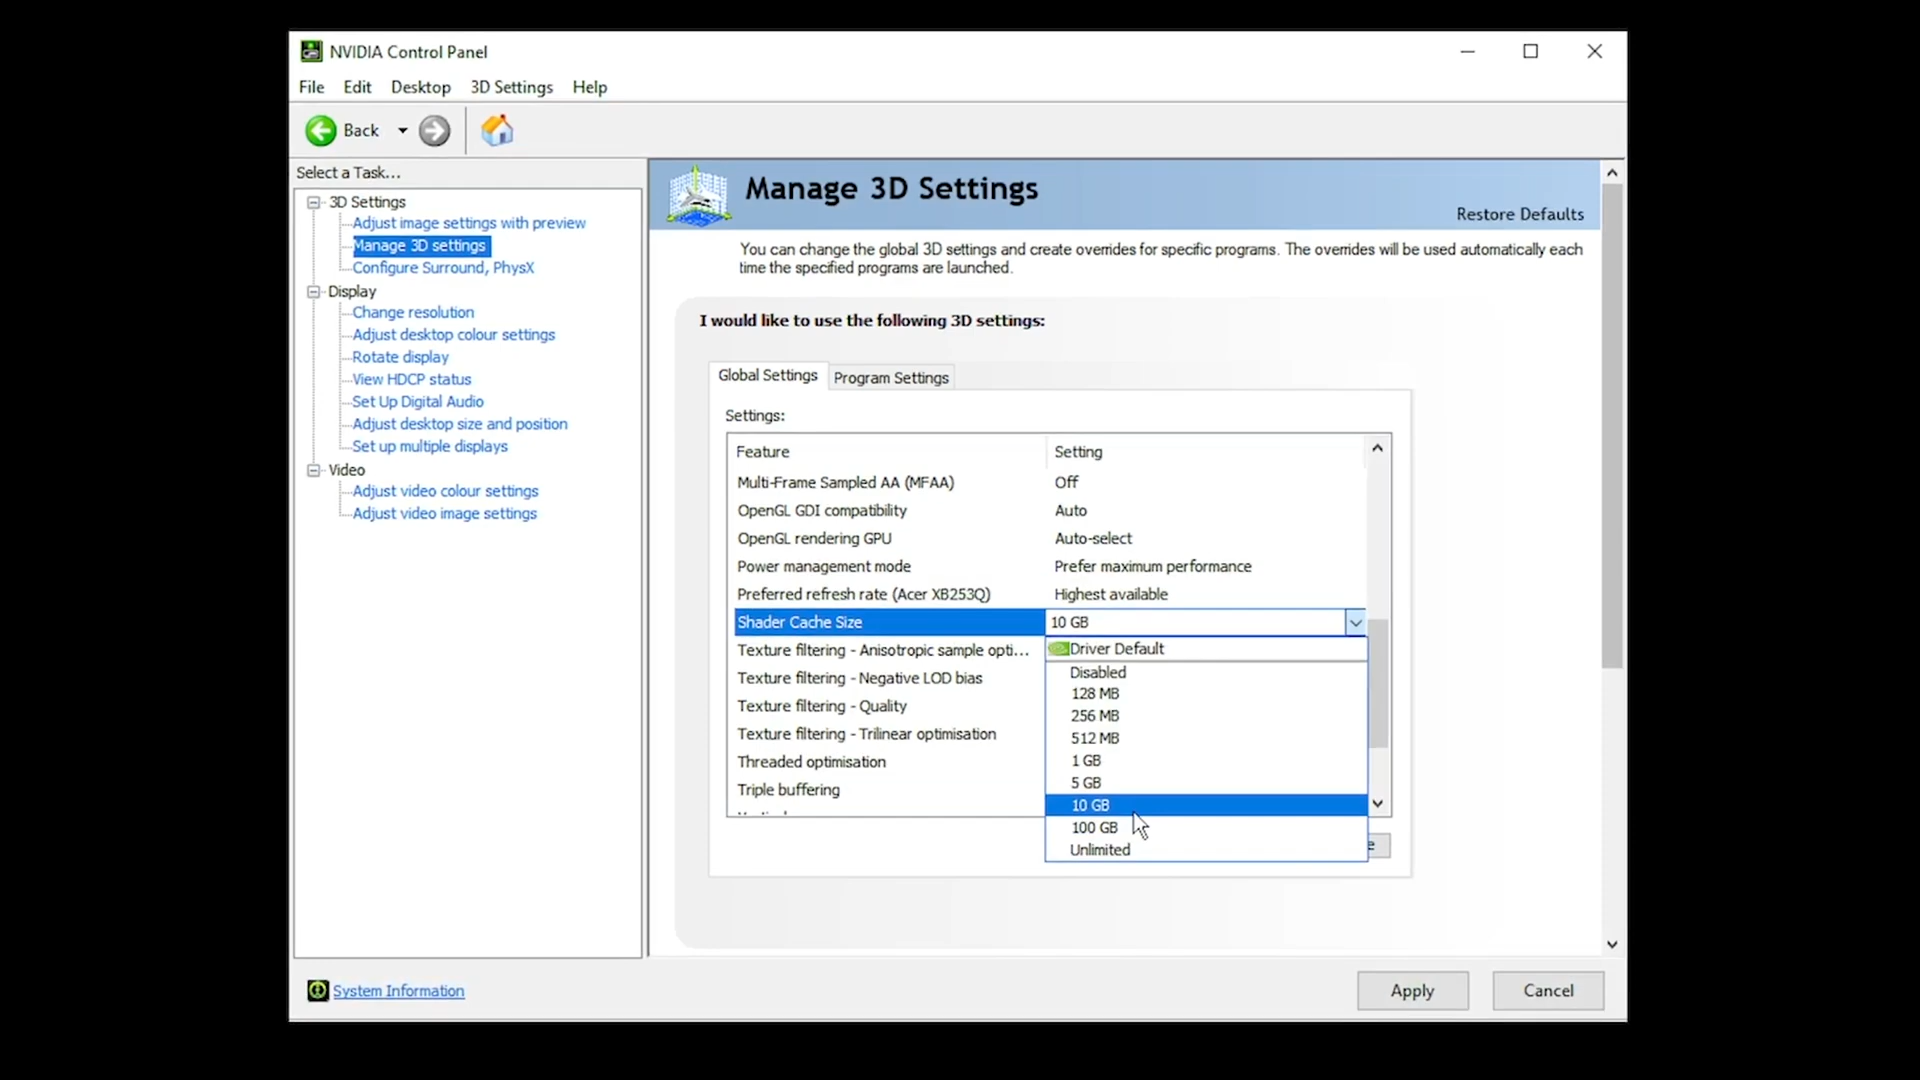 NVIDIA Control Panel
File Edit Desktop 3D Settings Help
Back
Select a Task...
3D Settings
Adjust image settings with preview
Manage 3D settings
Configure Surround, PhysX
Display
Change resolution
Adjust desktop colour settings
Rotate display
View HDCP status
Set Up Digital Audio
Adjust desktop size and position
Set up multiple displays
Video
Adjust video colour settings
Adjust video image settings
System Information
Manage 3D Settings
Restore Defaults
You can change the global 3D settings and create overrides for specific programs. The overrides will be used automatically each
time the specified programs are launched.
I would like to use the following 3D settings:
Global Settings Program Settings
Settings:
Feature Setting
Multi-Frame Sampled AA (MFAA) Off
OpenGL GDI compatibility Auto
OpenGL rendering GPU Auto-select
Power management mode Prefer maximum performance
Preferred refresh rate (Acer XB253Q) Highest available
Shader Cache Size 10 GB
Texture filtering - Anisotropic sample opti...
Texture filtering - Negative LOD bias
Texture filtering - Quality
Texture filtering - Trilinear optimisation
Threaded optimisation
Triple buffering
Driver Default
Disabled
128 MB
256 MB
512 MB
1 GB
5 GB
10 GB
100 GB
Unlimited
Apply Cancel